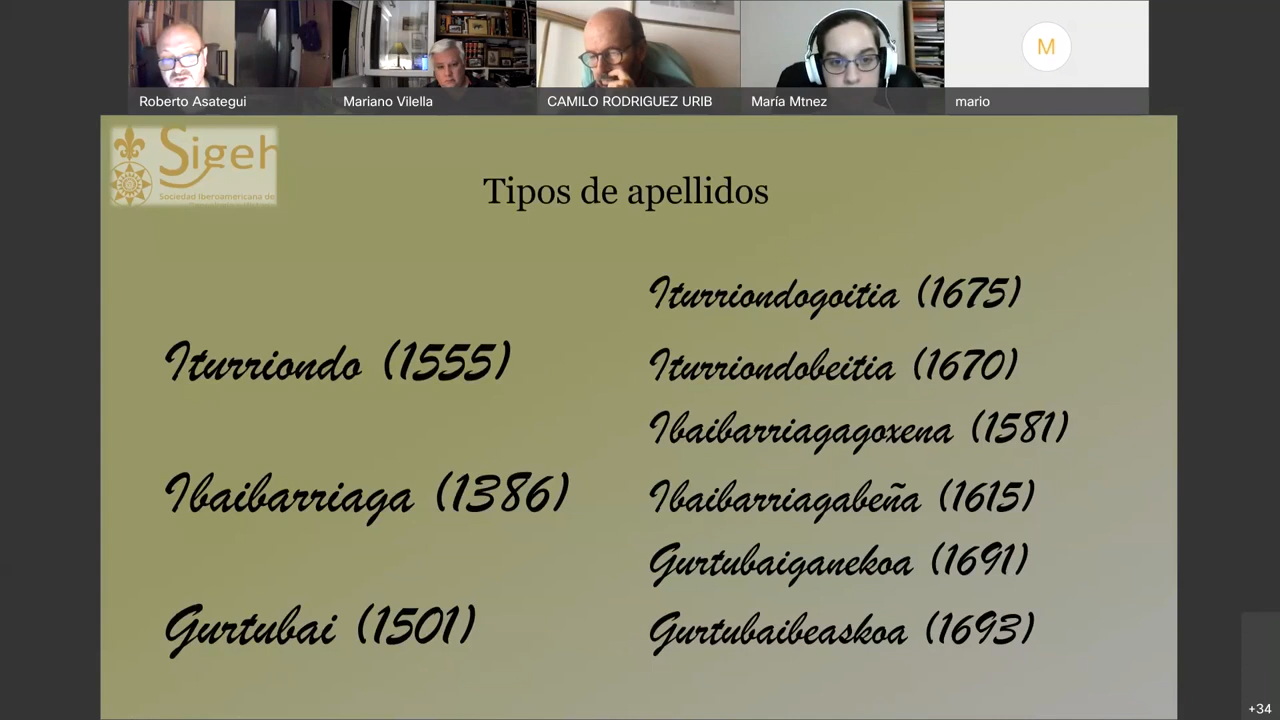 Roberto Asategui
Mariano Vilella
CAMILO RODRIGUEZ URIB
María Mtnez
M
mario
Sigeh
Sociedad Iberoamericana de
Tipos de apellidos
Iturriondogoitia (1675)
Iturriondo (1555)
Iturriondobeitia (1670)
Ibaibarriagagoxena (1581)
Ibaibarriaga (1386)
Ibaibarriagabeña (1615)
Gurtubaiganekoa (1691)
Gurtubai (1501)
Gurtubaibeaskoa (1693)
+34